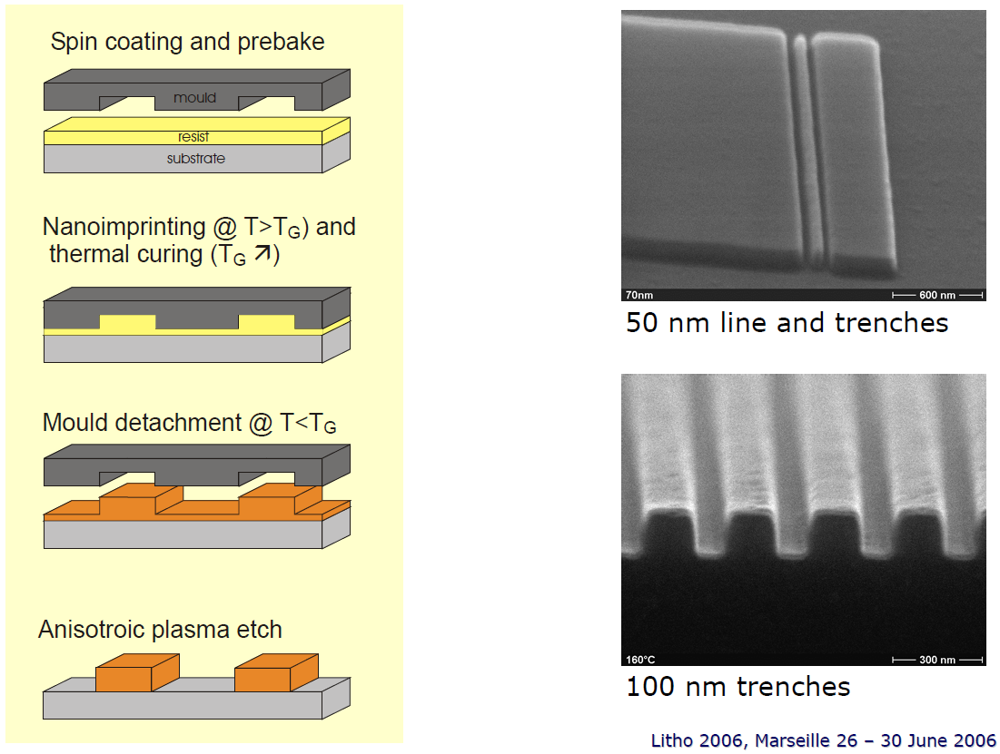 Spin coating and prebake
mould
resist
substrate
Nanoimprinting @ T>TG) and
thermal curing (TG ↗)
Mould detachment @ T<TG
Anisotroic plasma etch
70nm
600 nm
50 nm line and trenches
160°C
300 nm
100 nm trenches
Litho 2006, Marseille 26 – 30 June 2006